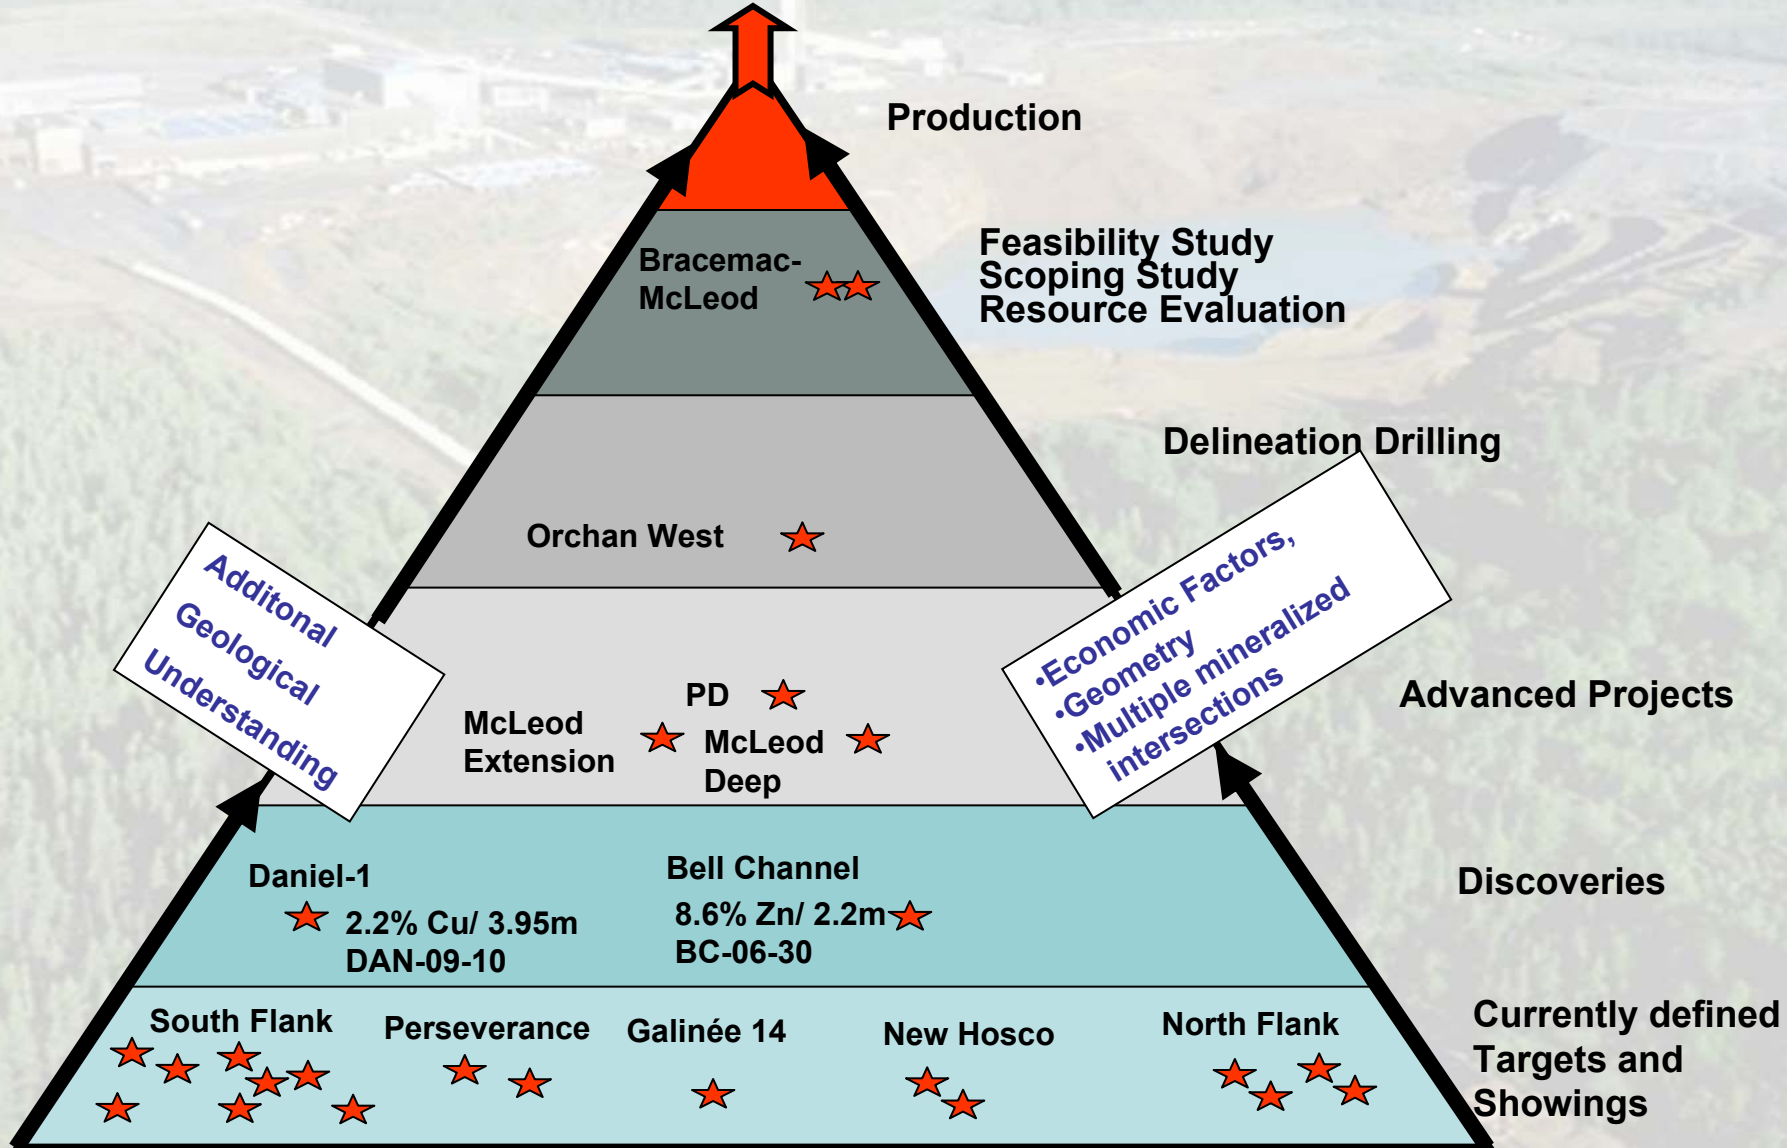 Production
Bracemac-
McLeod
Feasibility Study
Scoping Study
Resource Evaluation
Delineation Drilling
Orchan West
Additonal
Geological
Understanding
•Economic Factors,
•Geometry
•Multiple mineralized
intersections
PD
McLeod
Extension
McLeod
Deep
Advanced Projects
Daniel-1
2.2% Cu/ 3.95m
DAN-09-10
Bell Channel
8.6% Zn/ 2.2m
BC-06-30
Discoveries
South Flank
Perseverance
Galinée 14
New Hosco
North Flank
Currently defined
Targets and
Showings